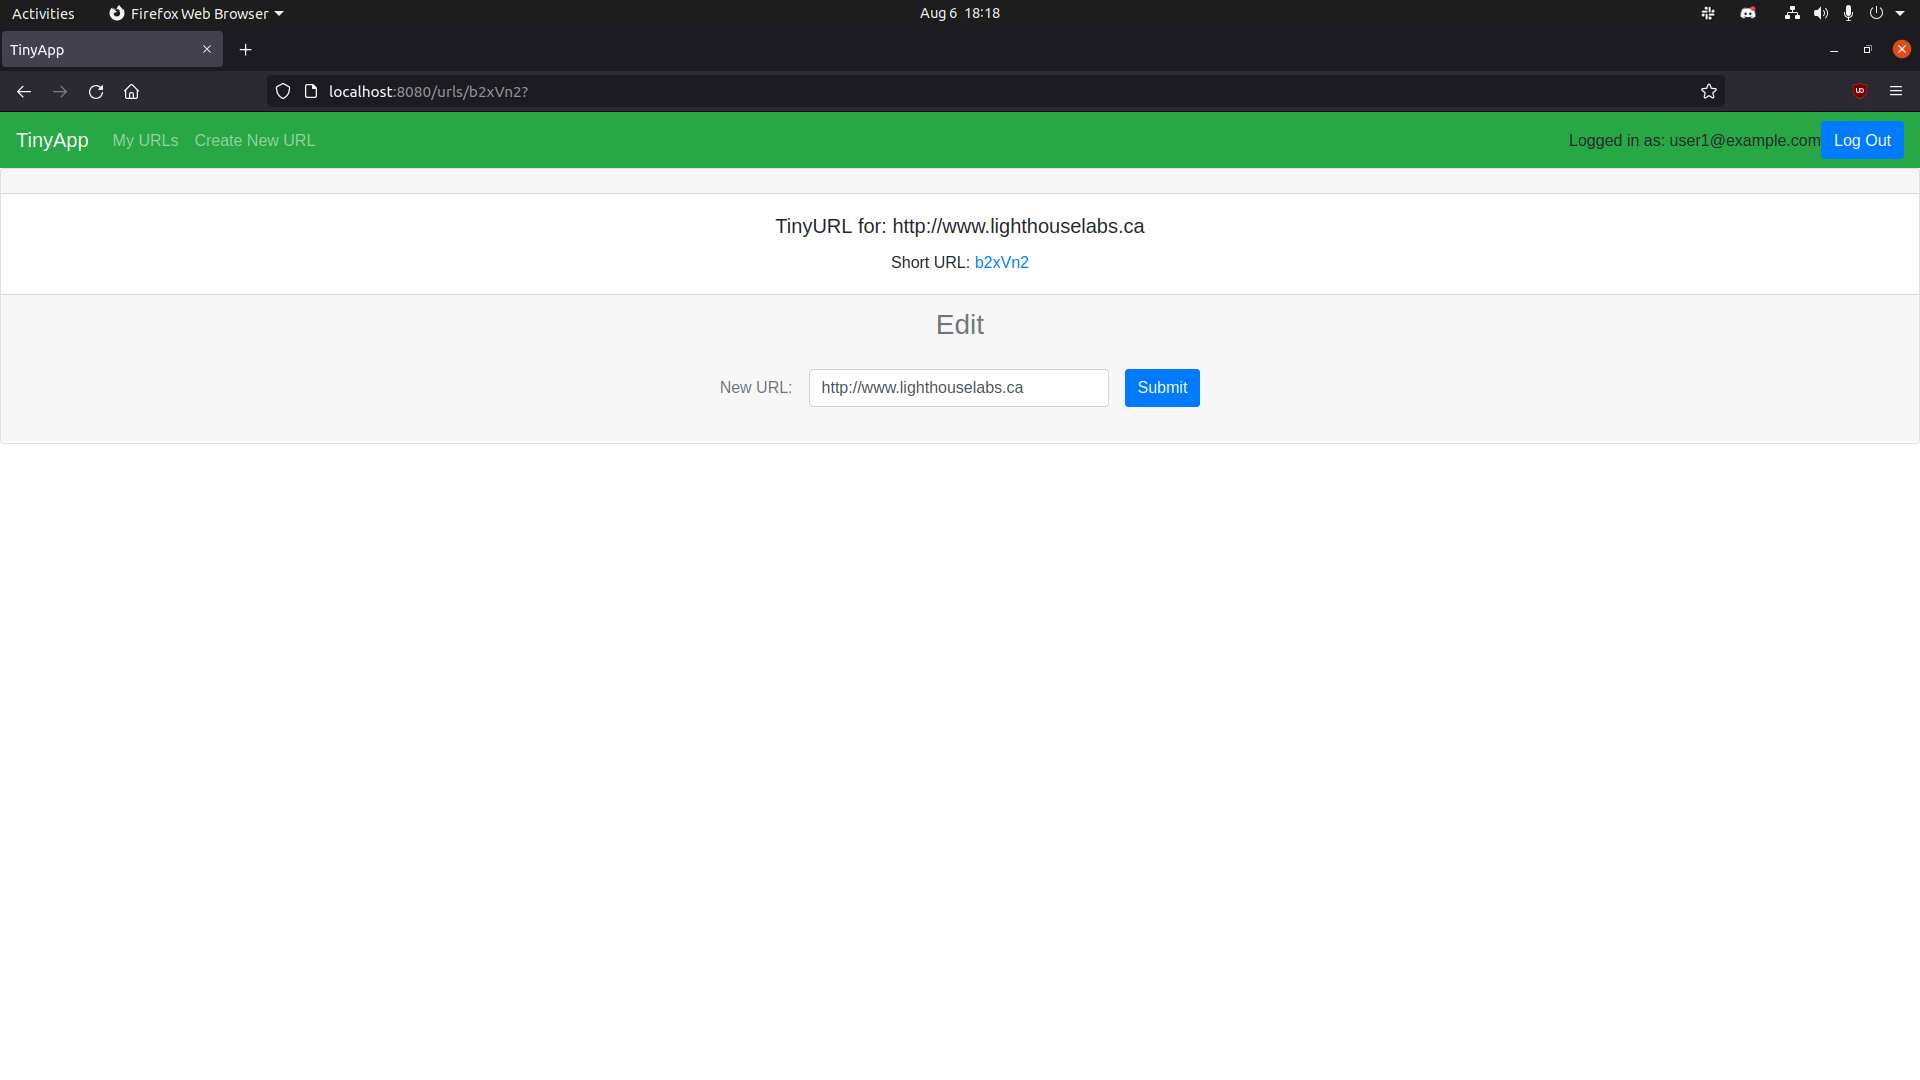 Activities
Firefox Web Browser
Aug 6 18:18
TinyApp
localhost:8080/urls/b2xVn2?
TinyApp My URLs Create New URL Logged in as: user1@example.com Log Out
TinyURL for: http://www.lighthouselabs.ca
Short URL: b2xVn2
Edit
New URL: http://www.lighthouselabs.ca Submit